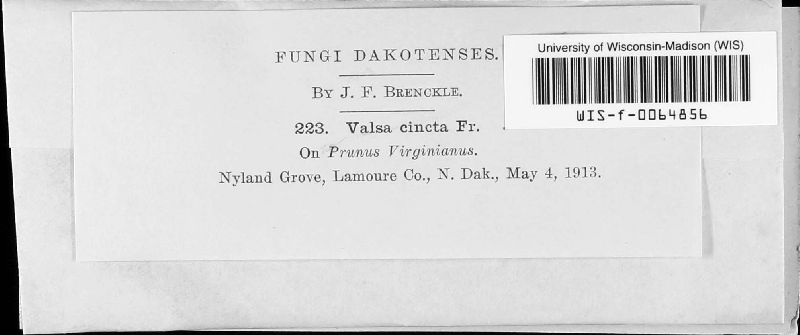 FUNGI DAKOTENSES.
BY J. F. BRENCKLE.
223. Valsa cincta Fr.
On Prunus Virginianus.
Nyland Grove, Lamoure Co., N. Dak., May 4, 1913.
University of Wisconsin-Madison (WIS)
WIS-f-0064856